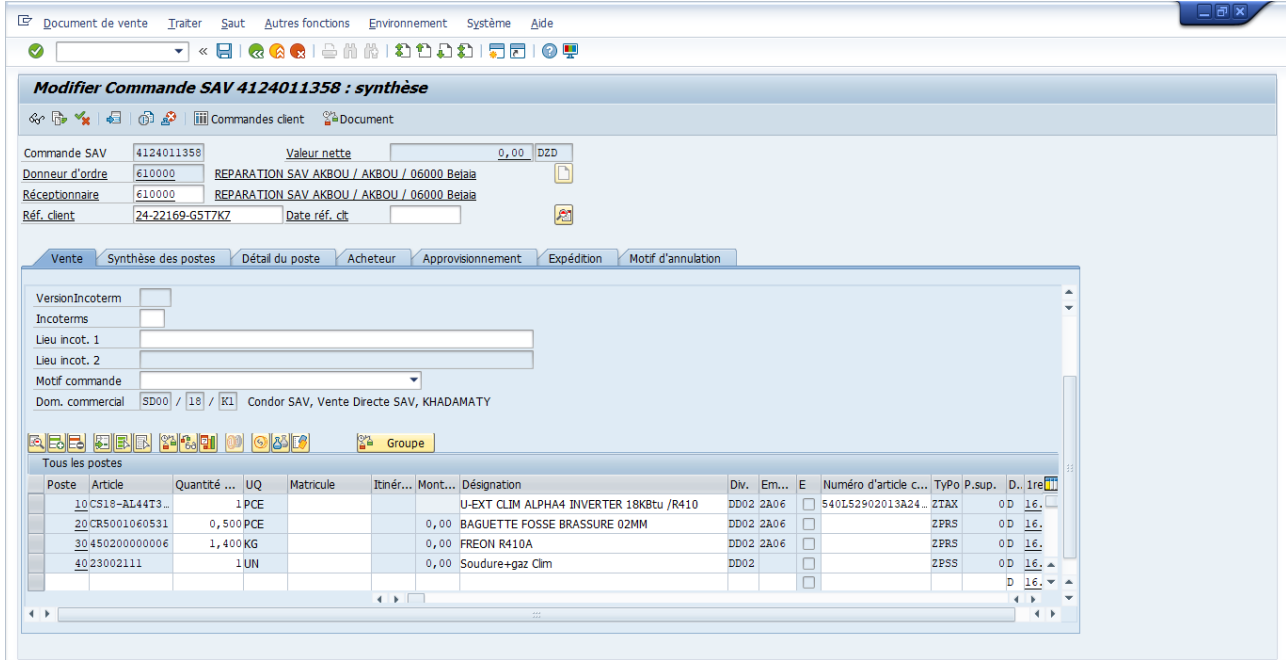 Document de vente Traiter Saut Autres fonctions Environnement Système Aide
Modifier Commande SAV 4124011358 : synthèse
Commandes client Document
Commande SAV 4124011358 Valeur nette 0,00 DZD
Donneur d'ordre 610000 REPARATION SAV AKBOU / AKBOU / 06000 Bejaia
Réceptionnaire 610000 REPARATION SAV AKBOU / AKBOU / 06000 Bejaia
Réf. client 24-22169-G5T7K7 Date réf. clt
Vente Synthèse des postes Détail du poste Acheteur Approvisionnement Expédition Motif d'annulation
VersionIncoterm
Incoterms
Lieu incot. 1
Lieu incot. 2
Motif commande
Dom. commercial SD00 / 18 / K1 Condor SAV, Vente Directe SAV, KHADAMATY
Groupe
Tous les postes
Poste Article Quantité ... UQ Matricule Itinér... Mont... Désignation Div. Em... E Numéro d'article c... TyPo P.sup. D.. 1re
10 CS18-AL44T3... 1 PCE U-EXT CLIM ALPHA4 INVERTER 18KBtu /R410 DD02 2A06 540L52902013A24... ZTAX 0 D 16.
20 CR5001060531 0,500 PCE 0,00 BAGUETTE FOSSE BRASSURE 02MM DD02 2A06 ZPRS 0 D 16.
30 450200000006 1,400 KG 0,00 FREON R410A DD02 2A06 ZPRS 0 D 16.
40 23002111 1 UN 0,00 Soudure+gaz Clim DD02 ZPSS 0 D 16.
D 16.